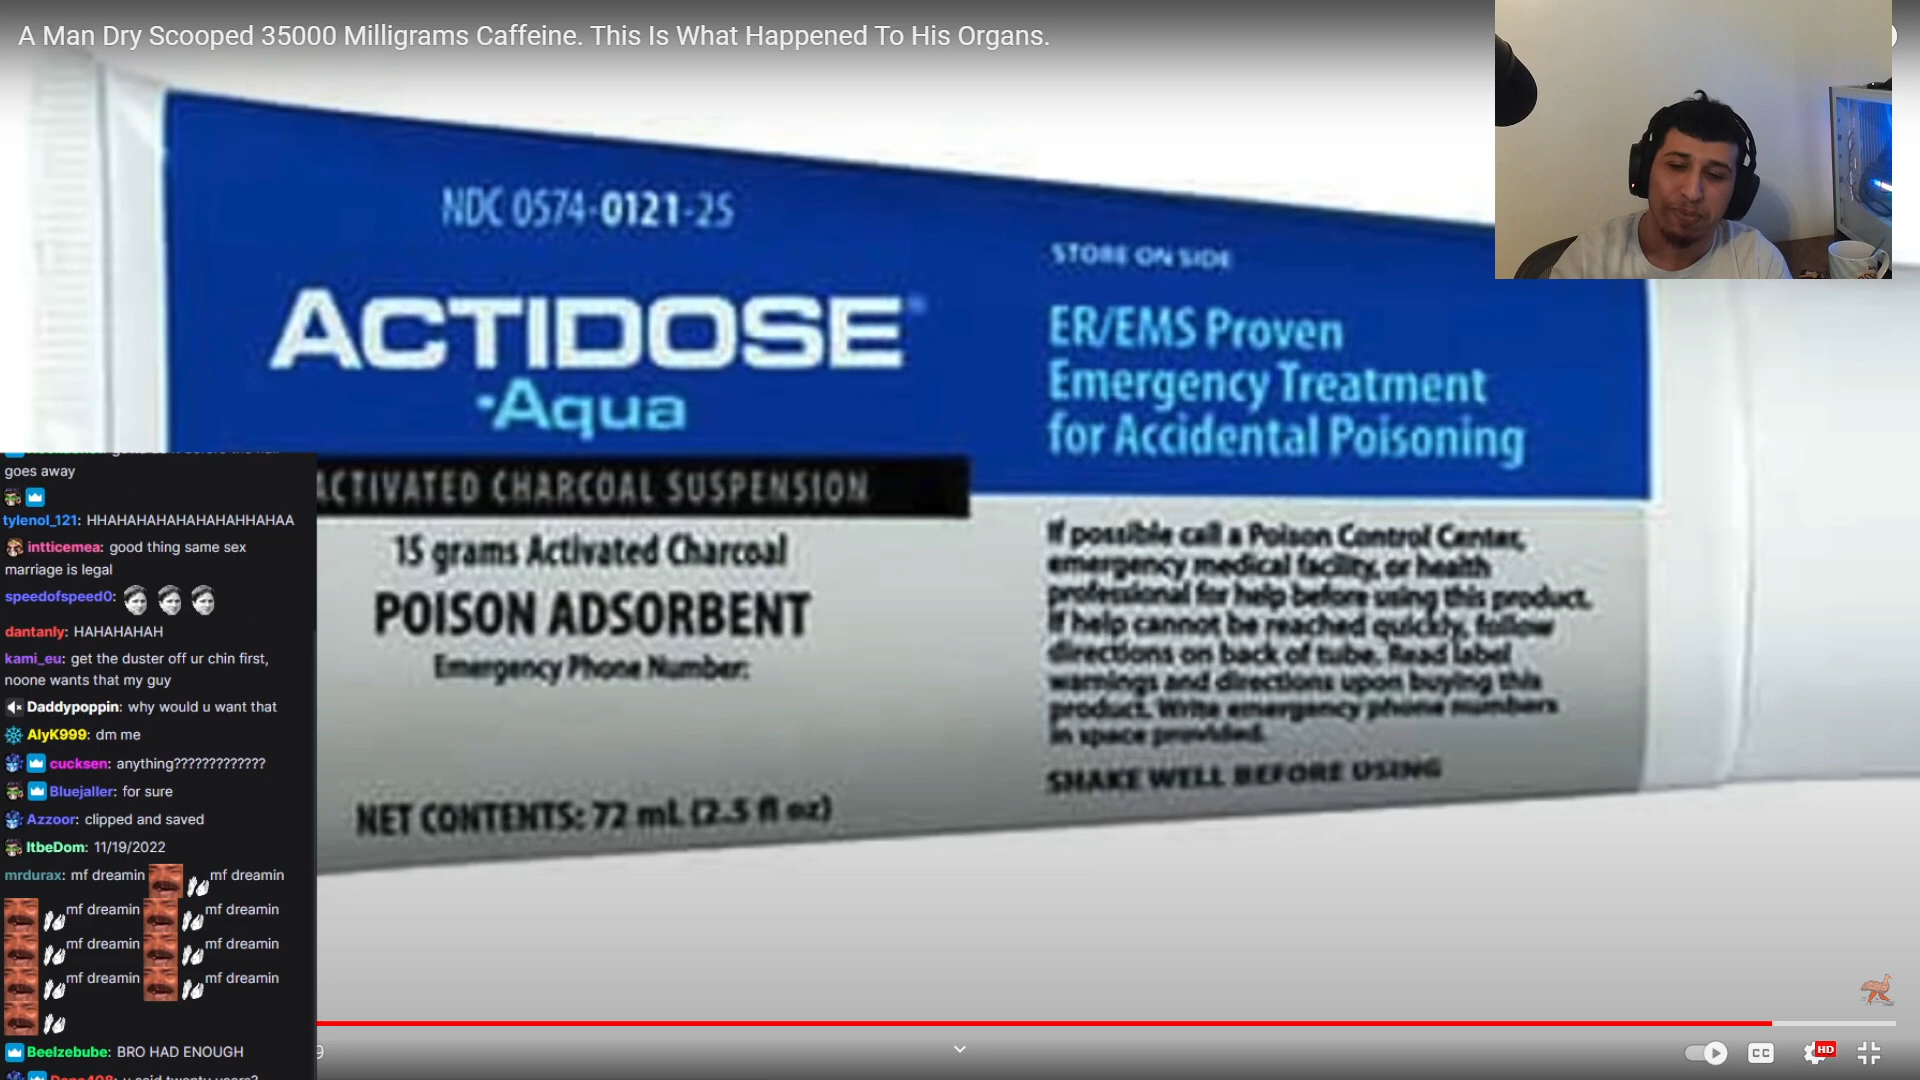 A Man Dry Scooped 35000 Milligrams Caffeine. This Is What Happened To His Organs.
NDC 0574-0121-25
STORE ON SIDE
ACTIDOSE®
·Aqua
ER/EMS Proven
Emergency Treatment
for Accidental Poisoning
ACTIVATED CHARCOAL SUSPENSION
15 grams Activated Charcoal
POISON ADSORBENT
Emergency Phone Number:
If possible call a Poison Control Center,
emergency medical facility, or health
professional for help before using this product.
If help cannot be reached quickly, follow
directions on back of tube. Read label
warnings and directions upon buying this
product. Write emergency phone numbers
in space provided.
SHAKE WELL BEFORE USING
NET CONTENTS: 72 mL (2.5 fl oz)
goes away
tylenol_121: HHAHAHAHAHAHAHAHHAHAA
intticemea: good thing same sex
marriage is legal
speedofspeed0:
dantanly: HAHAHAHAH
kami_eu: get the duster off ur chin first,
noone wants that my guy
Daddypoppin: why would u want that
AlyK999: dm me
cucksen: anything?????????????
Bluejaller: for sure
Azzoor: clipped and saved
ItbeDom: 11/19/2022
mrdurax: mf dreamin mf dreamin
mf dreamin mf dreamin
mf dreamin mf dreamin
mf dreamin mf dreamin
Beelzebube: BRO HAD ENOUGH
u said twenty years?
9
CC
HD